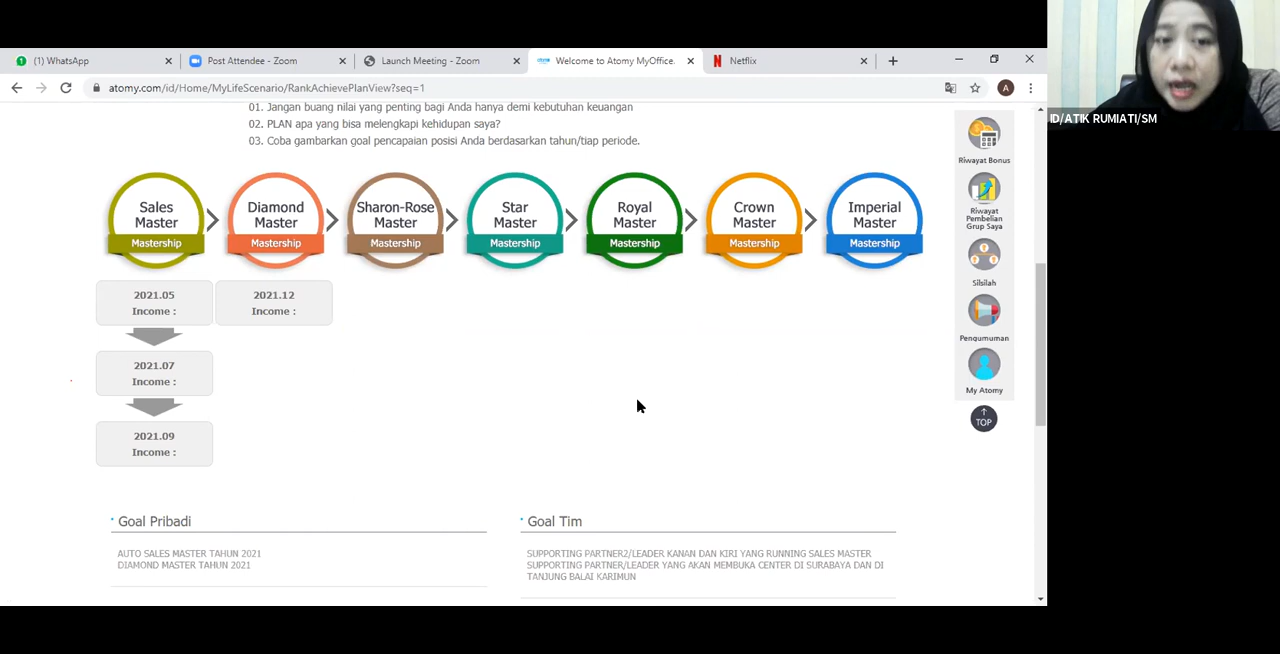 (1) WhatsApp
Post Attendee - Zoom
Launch Meeting - Zoom
Welcome to Atomy MyOffice.
Netflix
atomy.com/id/Home/MyLifeScenario/RankAchievePlanView?seq=1
A
ID/ATIK RUMIATI/SM
01. Jangan buang nilai yang penting bagi Anda hanya demi kebutuhan keuangan
02. PLAN apa yang bisa melengkapi kehidupan saya?
03. Coba gambarkan goal pencapaian posisi Anda berdasarkan tahun/tiap periode.
Sales
Master
Mastership
Diamond
Master
Mastership
Sharon-Rose
Master
Mastership
Star
Master
Mastership
Royal
Master
Mastership
Crown
Master
Mastership
Imperial
Master
Mastership
2021.05
Income :
2021.12
Income :
2021.07
Income :
2021.09
Income :
Riwayat Bonus
Riwayat
Pembelian
Grup Saya
Silsilah
Pengumuman
My Atomy
TOP
Goal Pribadi
AUTO SALES MASTER TAHUN 2021
DIAMOND MASTER TAHUN 2021
Goal Tim
SUPPORTING PARTNER2/LEADER KANAN DAN KIRI YANG RUNNING SALES MASTER
SUPPORTING PARTNER/LEADER YANG AKAN MEMBUKA CENTER DI SURABAYA DAN DI
TANJUNG BALAI KARIMUN